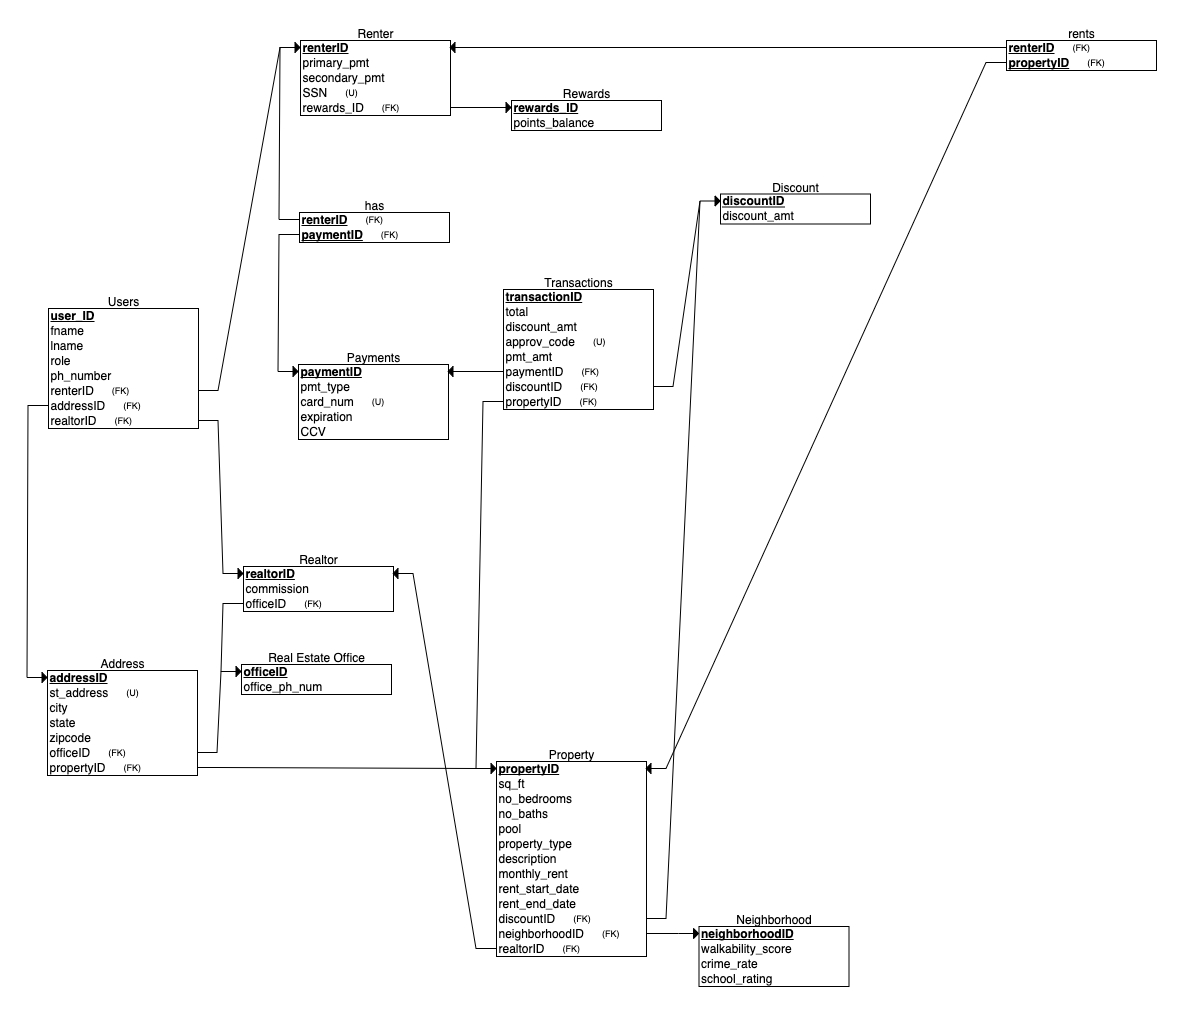 Renter
renterID (FK)
primary_pmt
secondary_pmt
SSN (U)
rewards_ID (FK)
rents
renterID (FK)
propertyID (FK)
Rewards
rewards_ID
points_balance
Discount
discountID
discount_amt
has
renterID (FK)
paymentID (FK)
Transactions
transactionID
total
discount_amt
approv_code (U)
pmt_amt
paymentID (FK)
discountID (FK)
propertyID (FK)
Users
user_ID
fname
lname
role
ph_number
renterID (FK)
addressID (FK)
realtorID (FK)
Payments
paymentID
pmt_type
card_num (U)
expiration
CCV
Realtor
realtorID
commission
officeID (FK)
Real Estate Office
officeID
office_ph_num
Address
addressID
st_address (U)
city
state
zipcode
officeID (FK)
propertyID (FK)
Property
propertyID
sq_ft
no_bedrooms
no_baths
pool
property_type
description
monthly_rent
rent_start_date
rent_end_date
discountID (FK)
neighborhoodID (FK)
realtorID (FK)
Neighborhood
neighborhoodID
walkability_score
crime_rate
school_rating